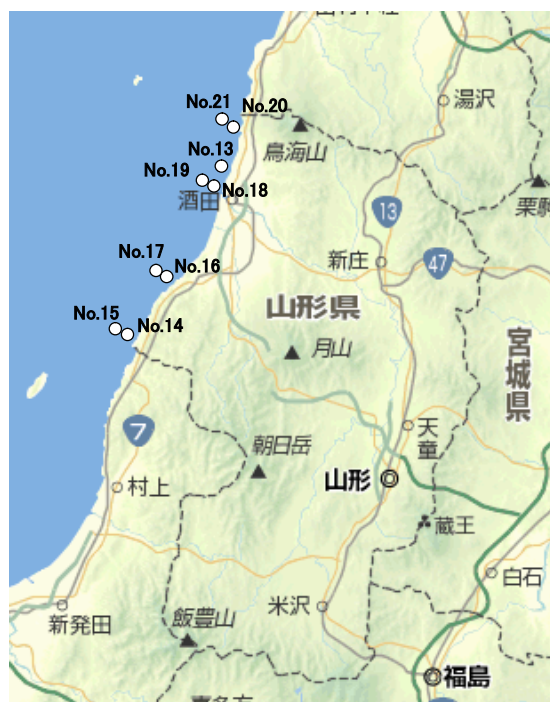 No.21
No.20
湯沢
鳥海山
No.13
No.19
No.18
酒田
13
栗駒
No.17
No.16
新庄
47
山形県
No.15
No.14
月山
宮城県
7
天童
朝日岳
山形
村上
蔵王
白石
米沢
新発田
飯豊山
福島